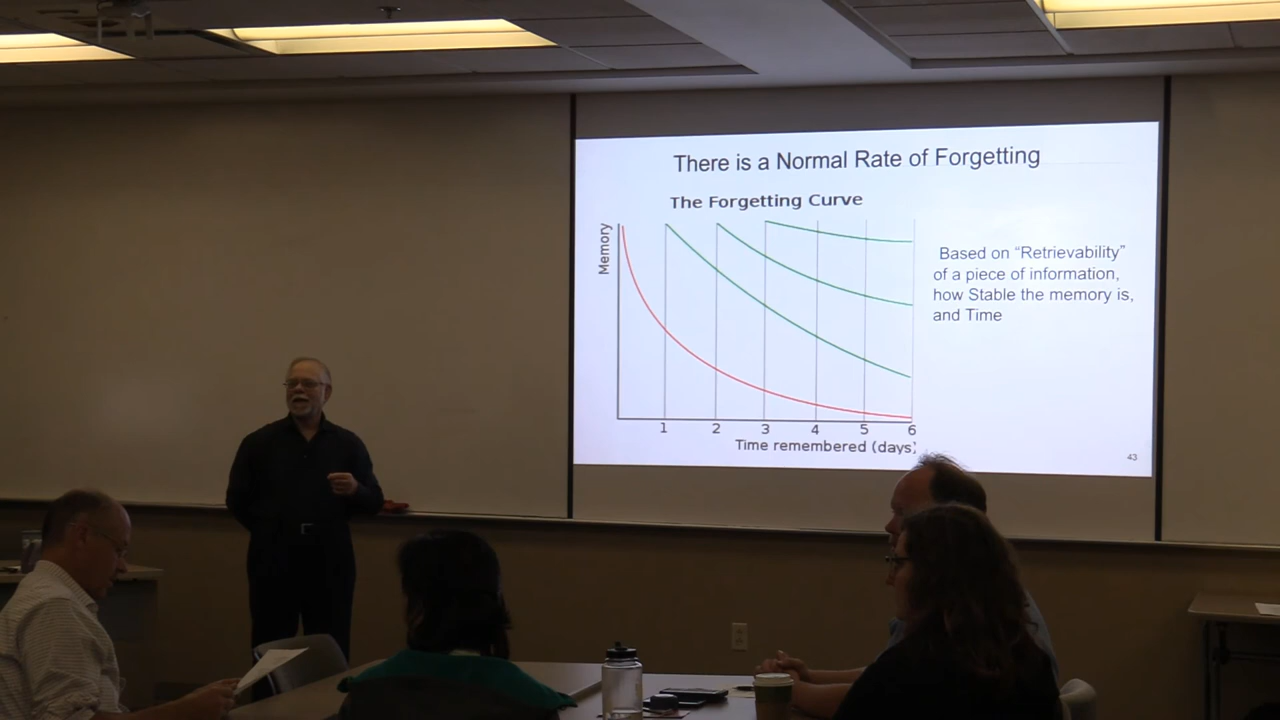 There is a Normal Rate of Forgetting
The Forgetting Curve
Memory
Based on “Retrievability”
of a piece of information,
how Stable the memory is,
and Time
1 2 3 4 5 6
Time remembered (days)
43